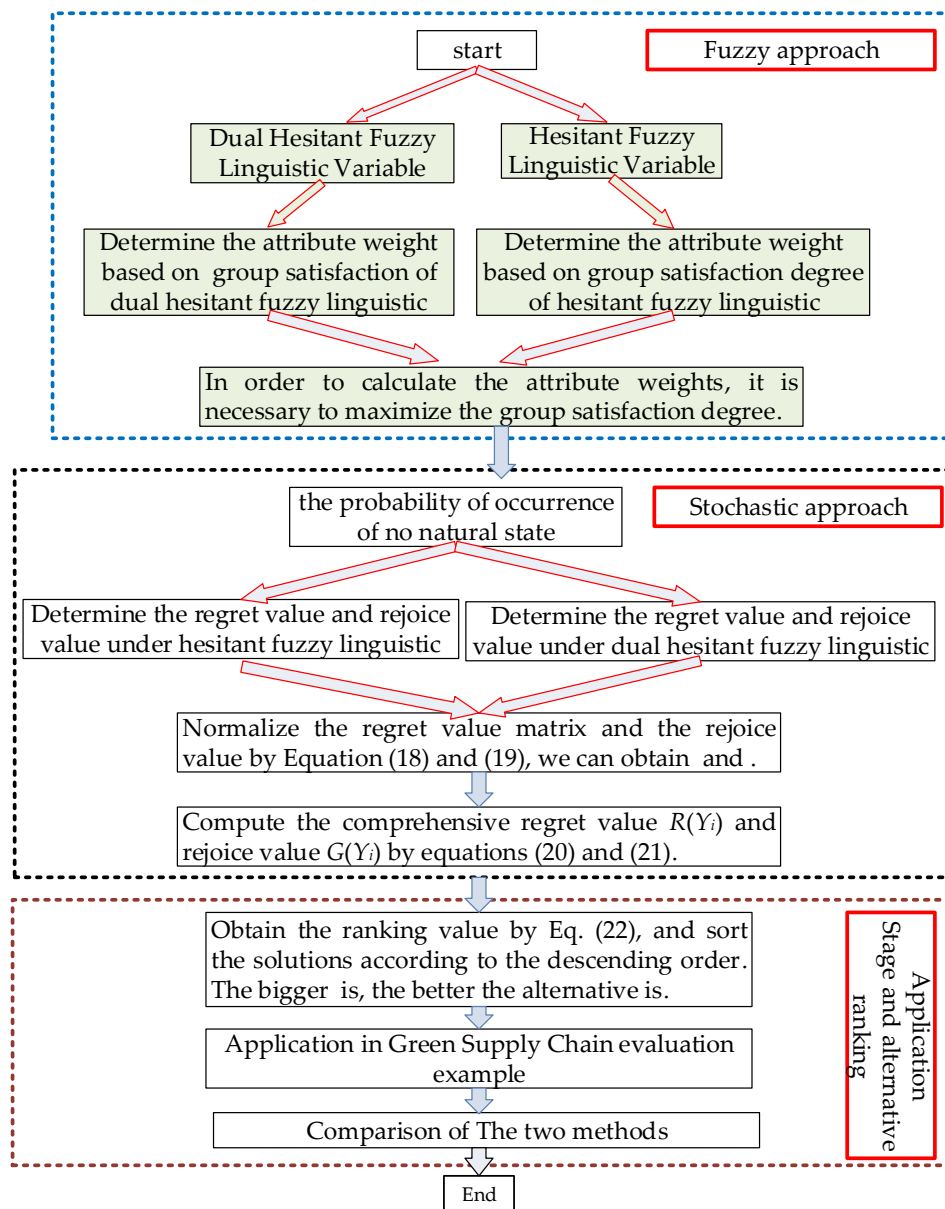 start
Fuzzy approach
Dual Hesitant Fuzzy
Linguistic Variable
Hesitant Fuzzy
Linguistic Variable
Determine the attribute weight
based on group satisfaction of
dual hesitant fuzzy linguistic
Determine the attribute weight
based on group satisfaction degree
of hesitant fuzzy linguistic
In order to calculate the attribute weights, it is
necessary to maximize the group satisfaction degree.
the probability of occurrence
of no natural state
Stochastic approach
Determine the regret value and rejoice
value under hesitant fuzzy linguistic
Determine the regret value and rejoice
value under dual hesitant fuzzy linguistic
Normalize the regret value matrix and the rejoice
value by Equation (18) and (19), we can obtain and .
Compute the comprehensive regret value R(Yi) and
rejoice value G(Yi) by equations (20) and (21).
Obtain the ranking value by Eq. (22), and sort
the solutions according to the descending order.
The bigger is, the better the alternative is.
Application
Stage and alternative
ranking
Application in Green Supply Chain evaluation
example
Comparison of The two methods
End